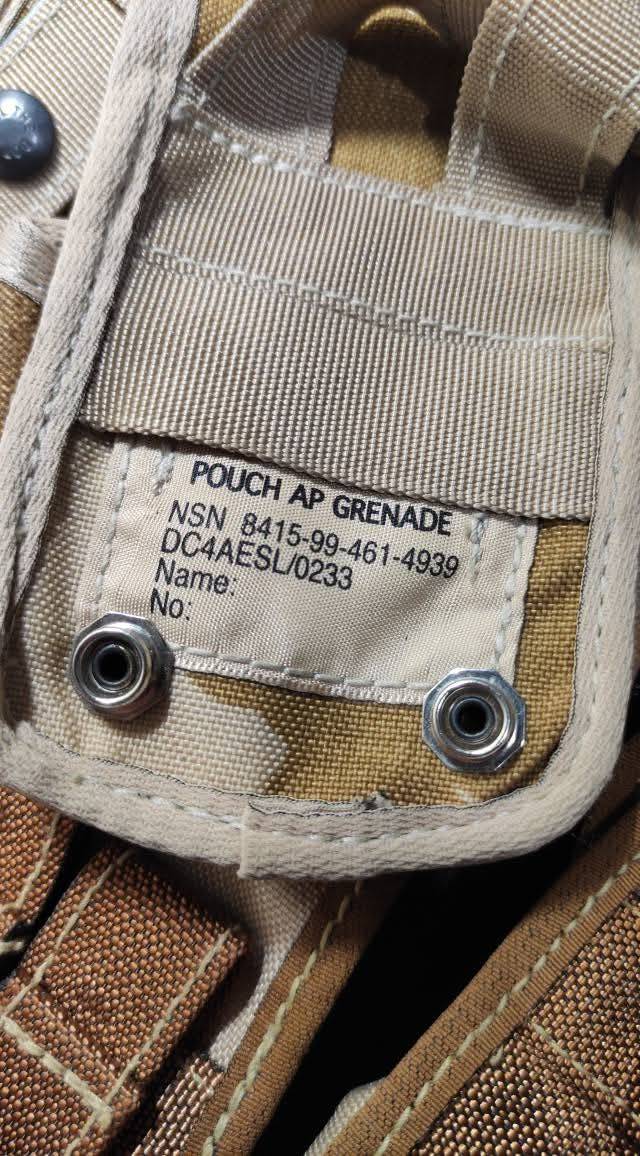 POUCH AP GRENADE
NSN 8415-99-461-4939
DC4AESL/0233
Name:
No: